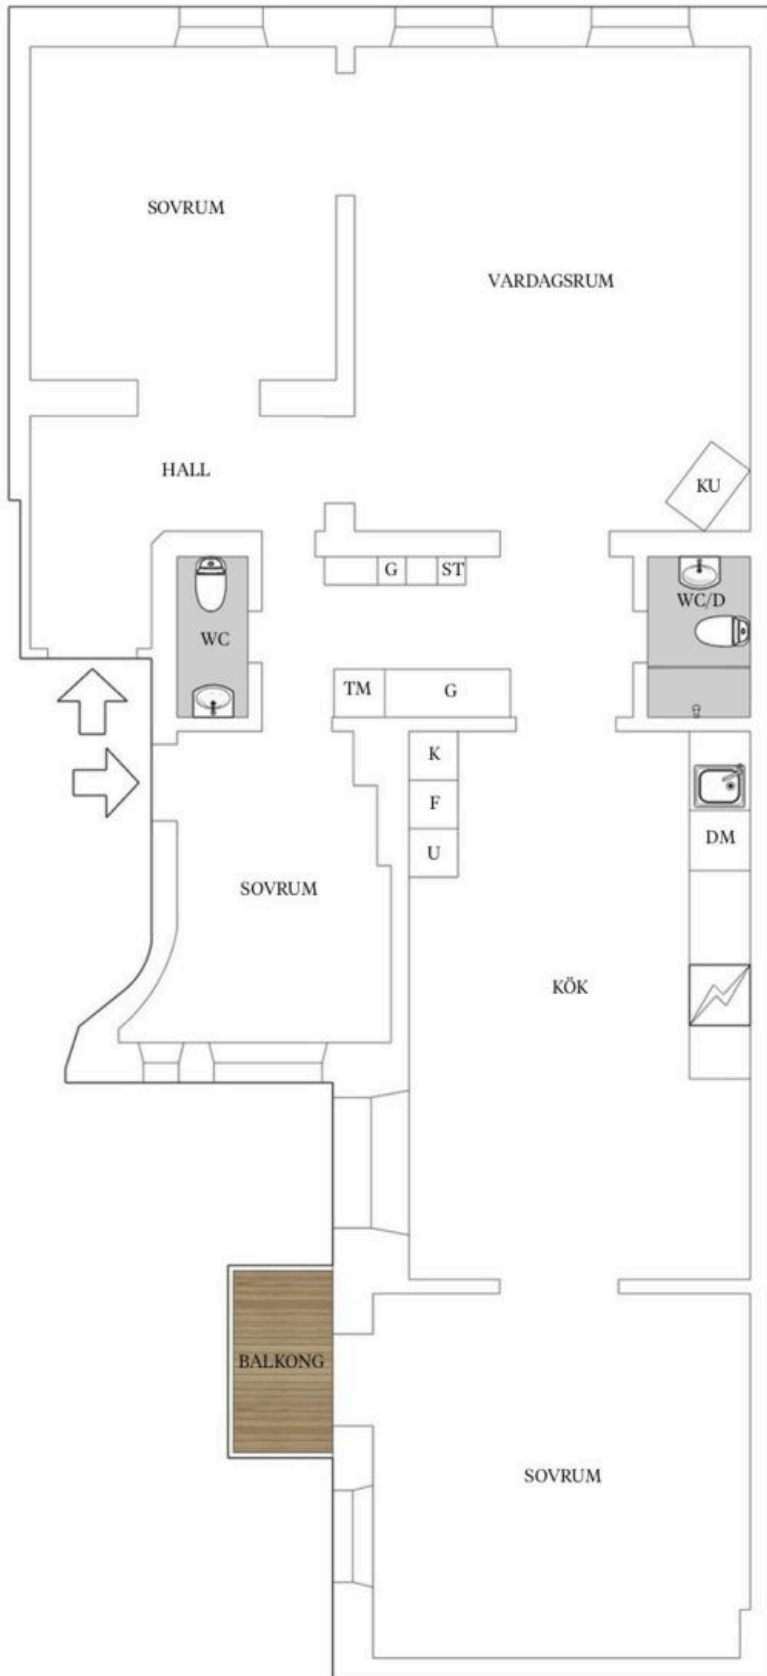 SOVRUM
VARDAGSRUM
HALL
KU
G
ST
WC/D
WC
TM
G
K
F
U
DM
SOVRUM
KÖK
BALKONG
SOVRUM